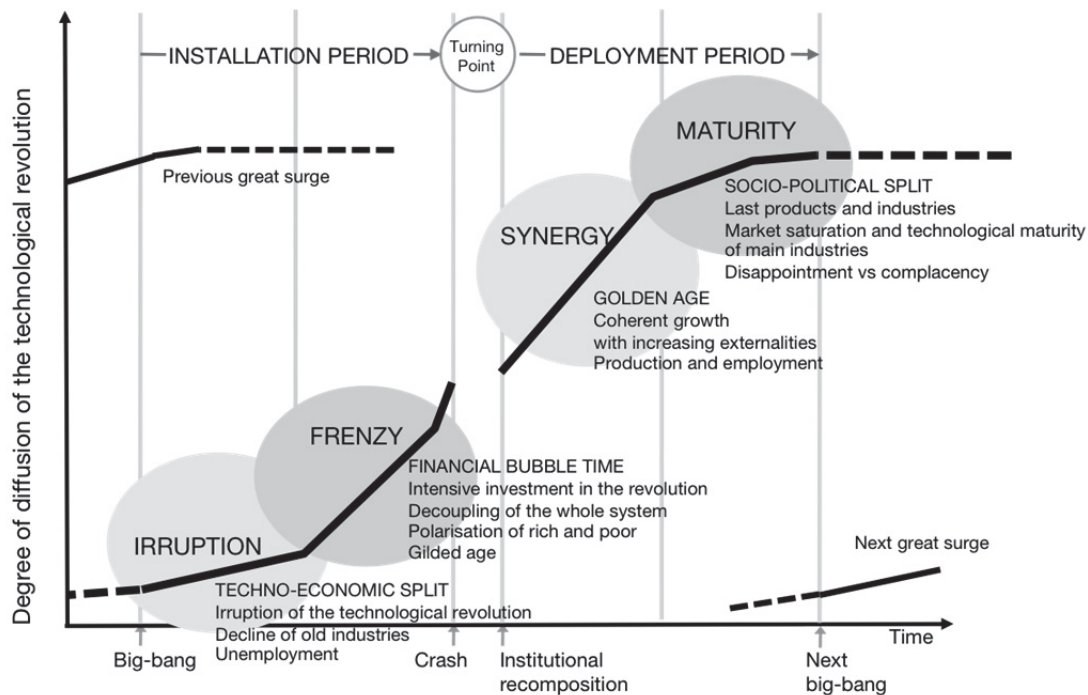 Degree of diffusion of the technological revolution
INSTALLATION PERIOD
Turning
Point
DEPLOYMENT PERIOD
Previous great surge
MATURITY
SOCIO-POLITICAL SPLIT
Last products and industries
Market saturation and technological maturity
of main industries
Disappointment vs complacency
SYNERGY
GOLDEN AGE
Coherent growth
with increasing externalities
Production and employment
FRENZY
FINANCIAL BUBBLE TIME
Intensive investment in the revolution
Decoupling of the whole system
Polarisation of rich and poor
Gilded age
IRRUPTION
TECHNO-ECONOMIC SPLIT
Irruption of the technological revolution
Decline of old industries
Unemployment
Next great surge
Time
Big-bang
Crash
Institutional
recomposition
Next
big-bang